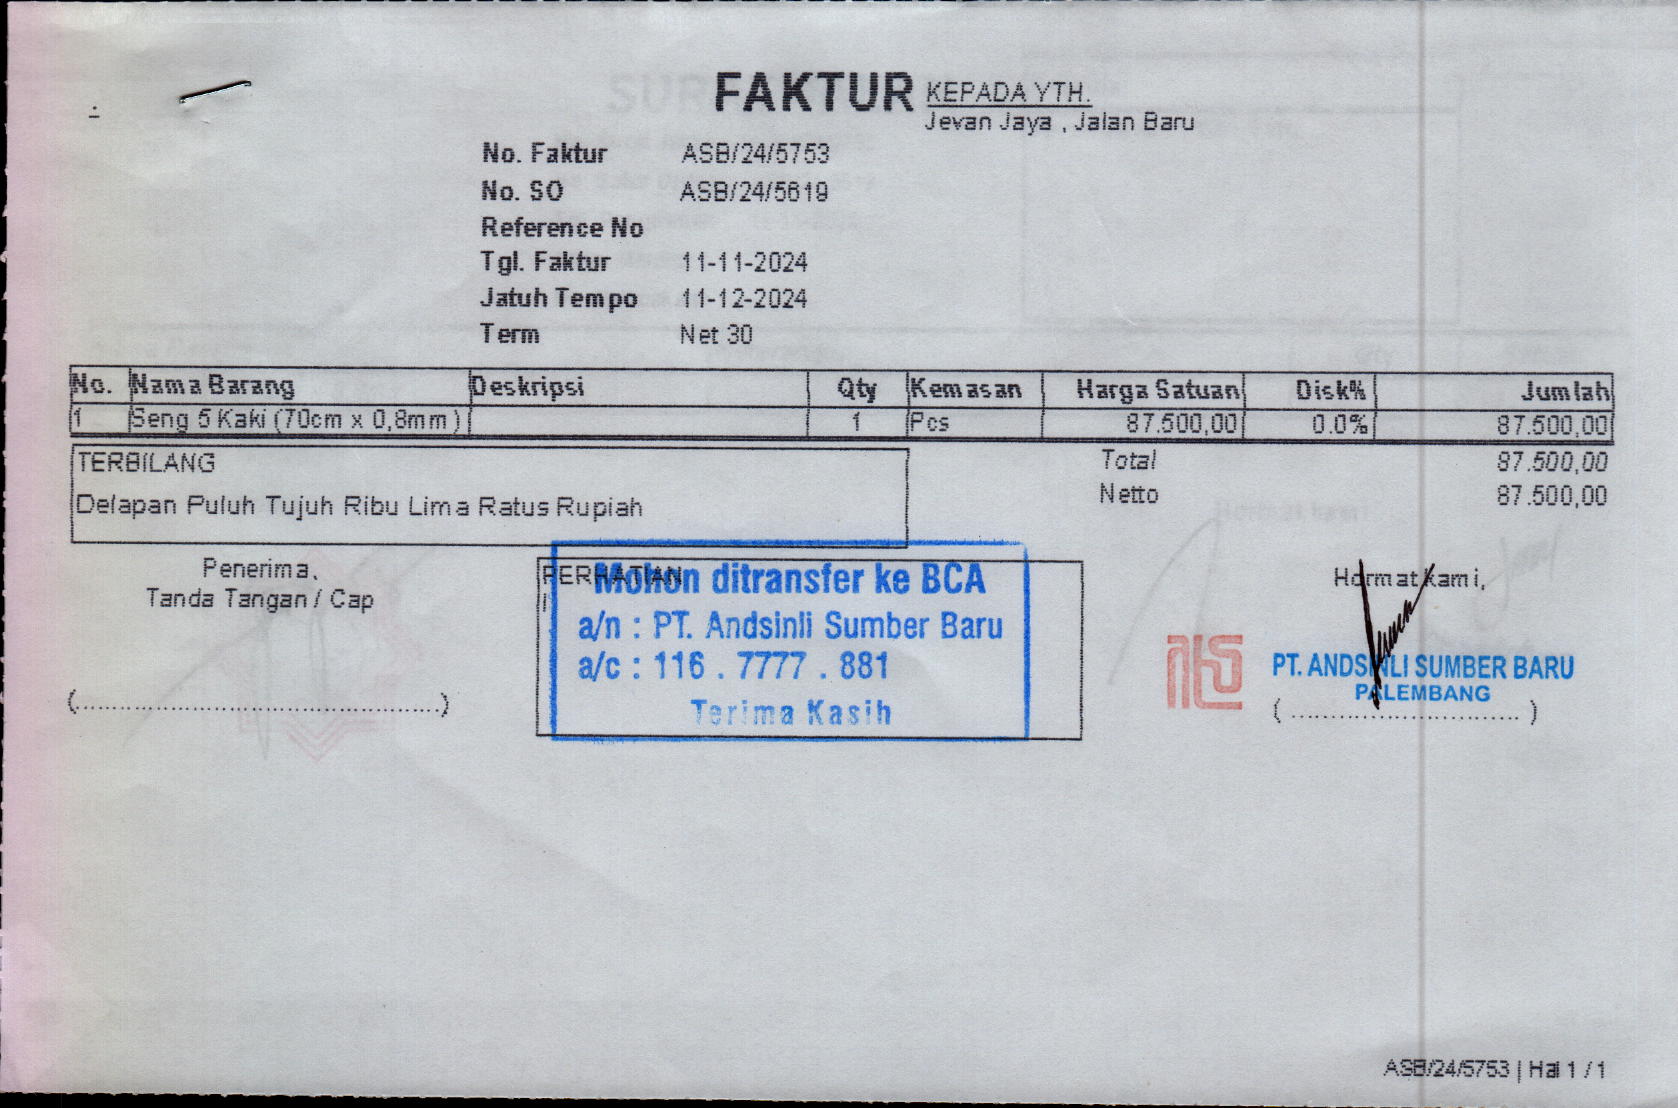 FAKTUR
KEPADA YTH.
Jevan Jaya , Jalan Baru
No. Faktur ASB/24/5753
No. SO ASB/24/5619
Reference No
Tgl. Faktur 11-11-2024
Jatuh Tempo 11-12-2024
Term Net 30
No. Nama Barang Deskripsi Qty Kemasan Harga Satuan Disk% Jumlah
1 Seng 5 Kaki (70cm x 0,8mm) 1 Pcs 87.500,00 0.0% 87.500,00
TERBILANG
Delapan Puluh Tujuh Ribu Lima Ratus Rupiah
Total 87.500,00
Netto 87.500,00
Penerima,
Tanda Tangan / Cap
(............................................)
PERHATIAN
Mohon ditransfer ke BCA
a/n : PT. Andsinli Sumber Baru
a/c : 116 . 7777 . 881
Terima Kasih
Hormat Kami,
PT. ANDSINLI SUMBER BARU
PALEMBANG
( ............................ )
ASB/24/5753 | Hal 1 / 1